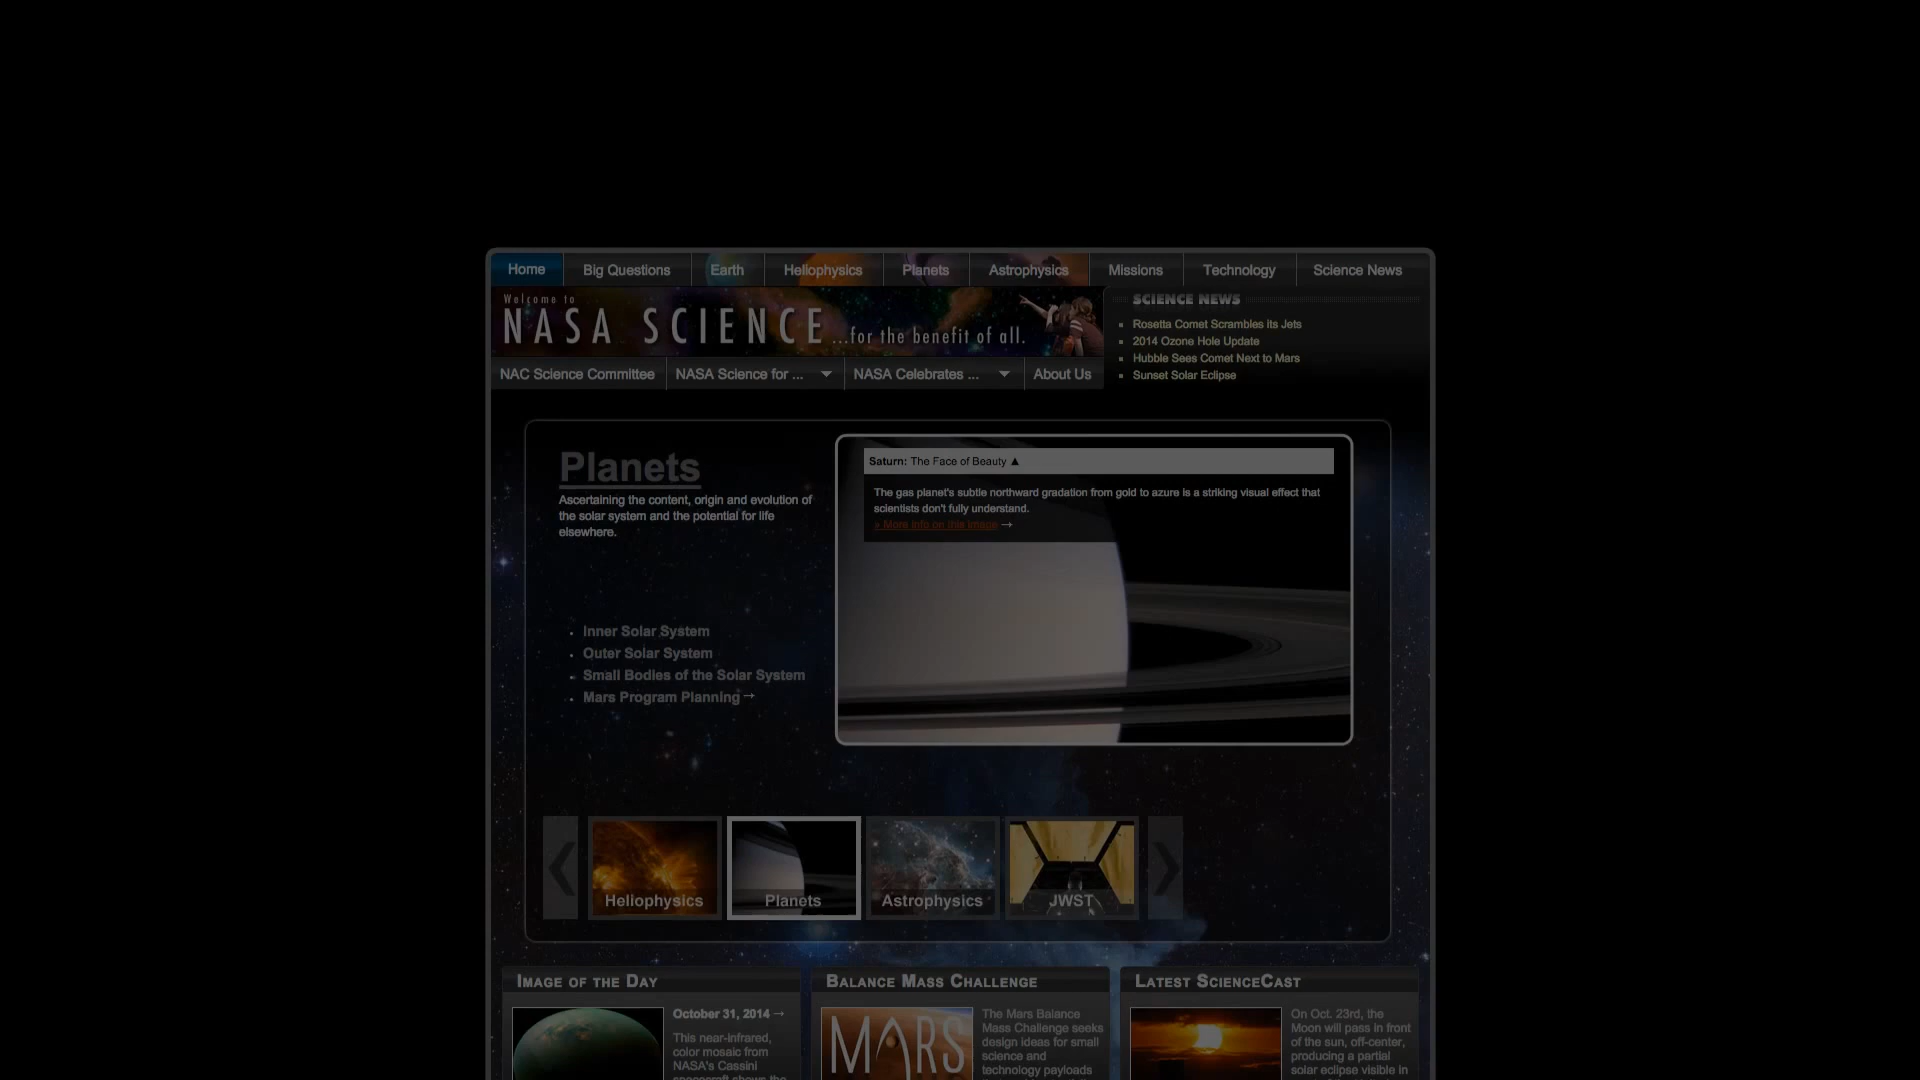 Home Big Questions Earth Heliophysics Planets Astrophysics Missions Technology Science News
Welcome to
NASA SCIENCE ...for the benefit of all.
NAC Science Committee NASA Science for ... NASA Celebrates ... About Us
SCIENCE NEWS
Rosetta Comet Scrambles its Jets
2014 Ozone Hole Update
Hubble Sees Comet Next to Mars
Sunset Solar Eclipse
Planets
Ascertaining the content, origin and evolution of
the solar system and the potential for life
elsewhere.
Inner Solar System
Outer Solar System
Small Bodies of the Solar System
Mars Program Planning →
Saturn: The Face of Beauty ▲
The gas planet's subtle northward gradation from gold to azure is a striking visual effect that
scientists don't fully understand.
» More info on this image →
Heliophysics
Planets
Astrophysics
JWST
Image of the Day
October 31, 2014 →
This near-infrared,
color mosaic from
NASA's Cassini
spacecraft shows the
Balance Mass Challenge
MARS
The Mars Balance
Mass Challenge seeks
design ideas for small
science and
technology payloads
Latest ScienceCast
On Oct. 23rd, the
Moon will pass in front
of the sun, off-center,
producing a partial
solar eclipse visible in